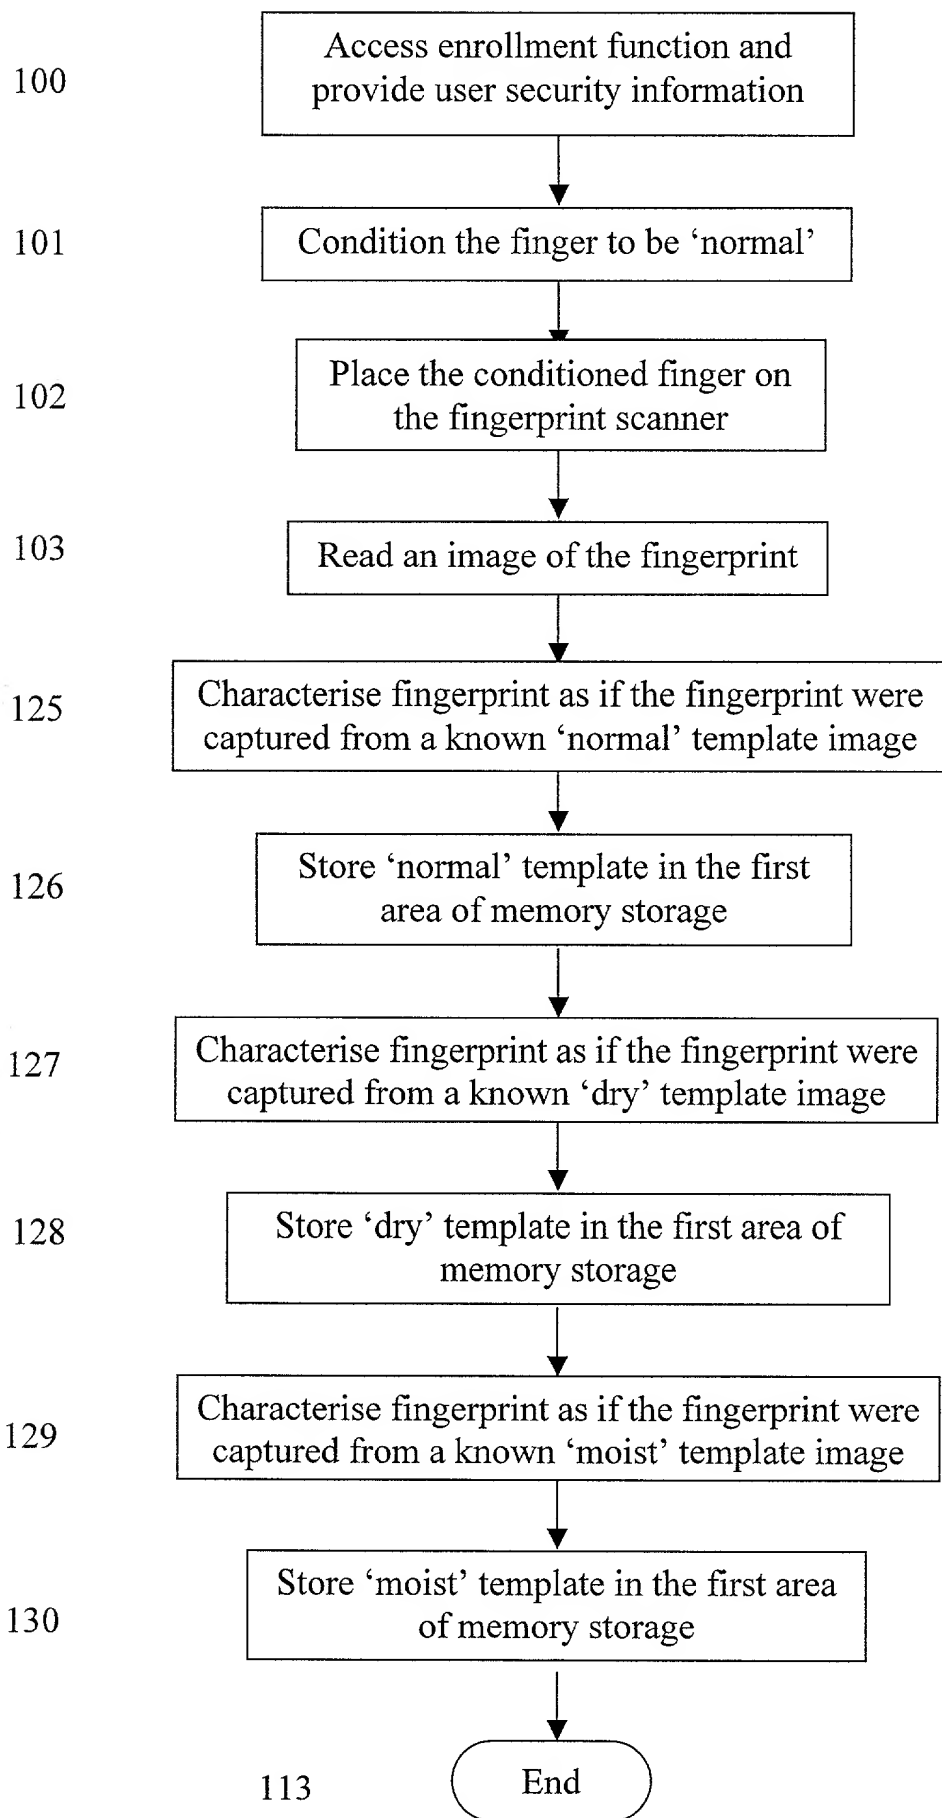 100
Access enrollment function and
provide user security information
101
Condition the finger to be ‘normal’
102
Place the conditioned finger on
the fingerprint scanner
103
Read an image of the fingerprint
125
Characterise fingerprint as if the fingerprint were
captured from a known ‘normal’ template image
126
Store ‘normal’ template in the first
area of memory storage
127
Characterise fingerprint as if the fingerprint were
captured from a known ‘dry’ template image
128
Store ‘dry’ template in the first area of
memory storage
129
Characterise fingerprint as if the fingerprint were
captured from a known ‘moist’ template image
130
Store ‘moist’ template in the first area
of memory storage
113
End